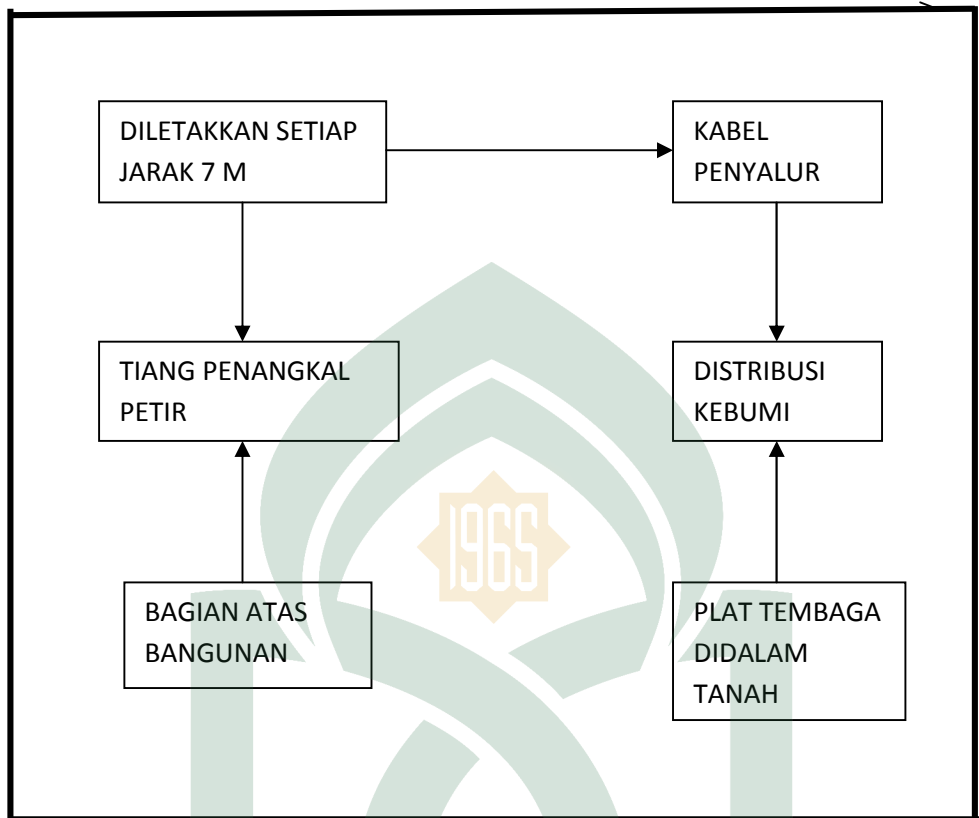 DILETAKKAN SETIAP
JARAK 7 M
KABEL
PENYALUR
TIANG PENANGKAL
PETIR
DISTRIBUSI
KEBUMI
1965
BAGIAN ATAS
BANGUNAN
PLAT TEMBAGA
DIDALAM
TANAH